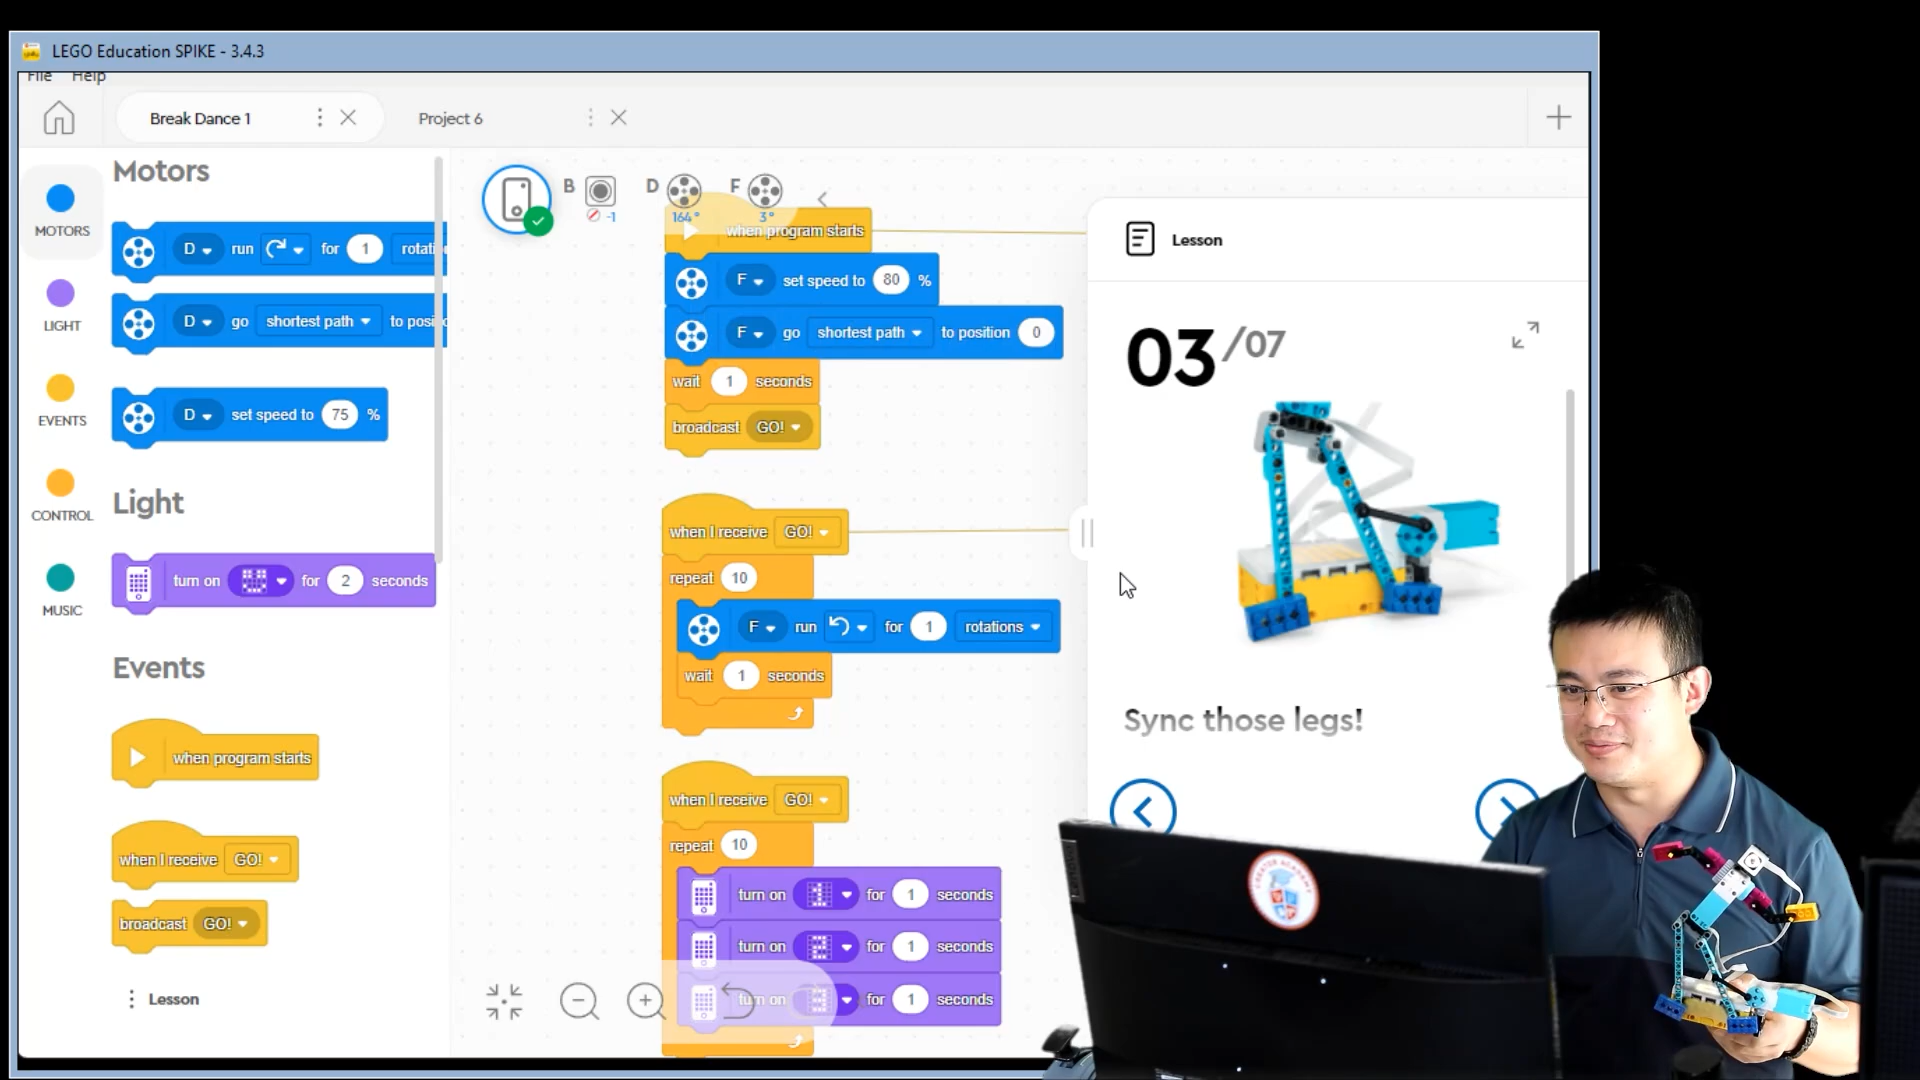 LEGO Education SPIKE - 3.4.3
File Help
Break Dance 1
Project 6
MOTORS
LIGHT
EVENTS
CONTROL
MUSIC
Motors
D run for 1
D go shortest path
D set speed to 75 %
Light
turn on for 2 seconds
Events
when program starts
when I receive GO!
broadcast GO!
Lesson
B -1 D 164° F 3°
when program starts
F set speed to 80 %
F go shortest path to position 0
wait 1 seconds
broadcast GO!
when I receive GO!
repeat 10
F run for 1 rotations
wait 1 seconds
when I receive GO!
repeat 10
turn on for 1 seconds
turn on for 1 seconds
turn on for 1 seconds
Lesson
03/07
Sync those legs!